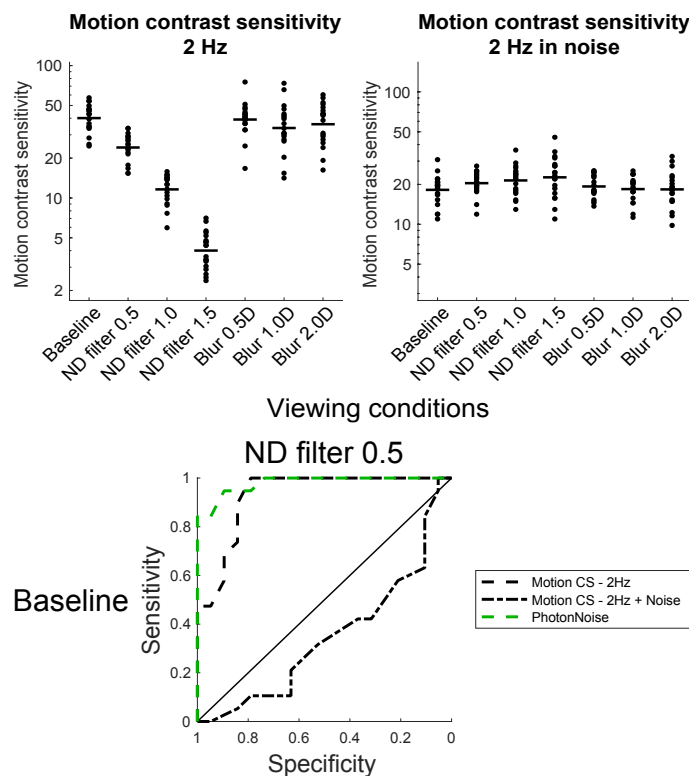 Motion contrast sensitivity
2 Hz
Motion contrast sensitivity
100
50
20
10
5
2
Baseline
ND filter 0.5
ND filter 1.0
ND filter 1.5
Blur 0.5D
Blur 1.0D
Blur 2.0D
Motion contrast sensitivity
2 Hz in noise
Motion contrast sensitivity
100
50
20
10
5
Baseline
ND filter 0.5
ND filter 1.0
ND filter 1.5
Blur 0.5D
Blur 1.0D
Blur 2.0D
Viewing conditions
ND filter 0.5
Baseline
Sensitivity
1
0.8
0.6
0.4
0.2
0
1
0.8
0.6
0.4
0.2
0
Specificity
Motion CS - 2Hz
Motion CS - 2Hz + Noise
PhotonNoise